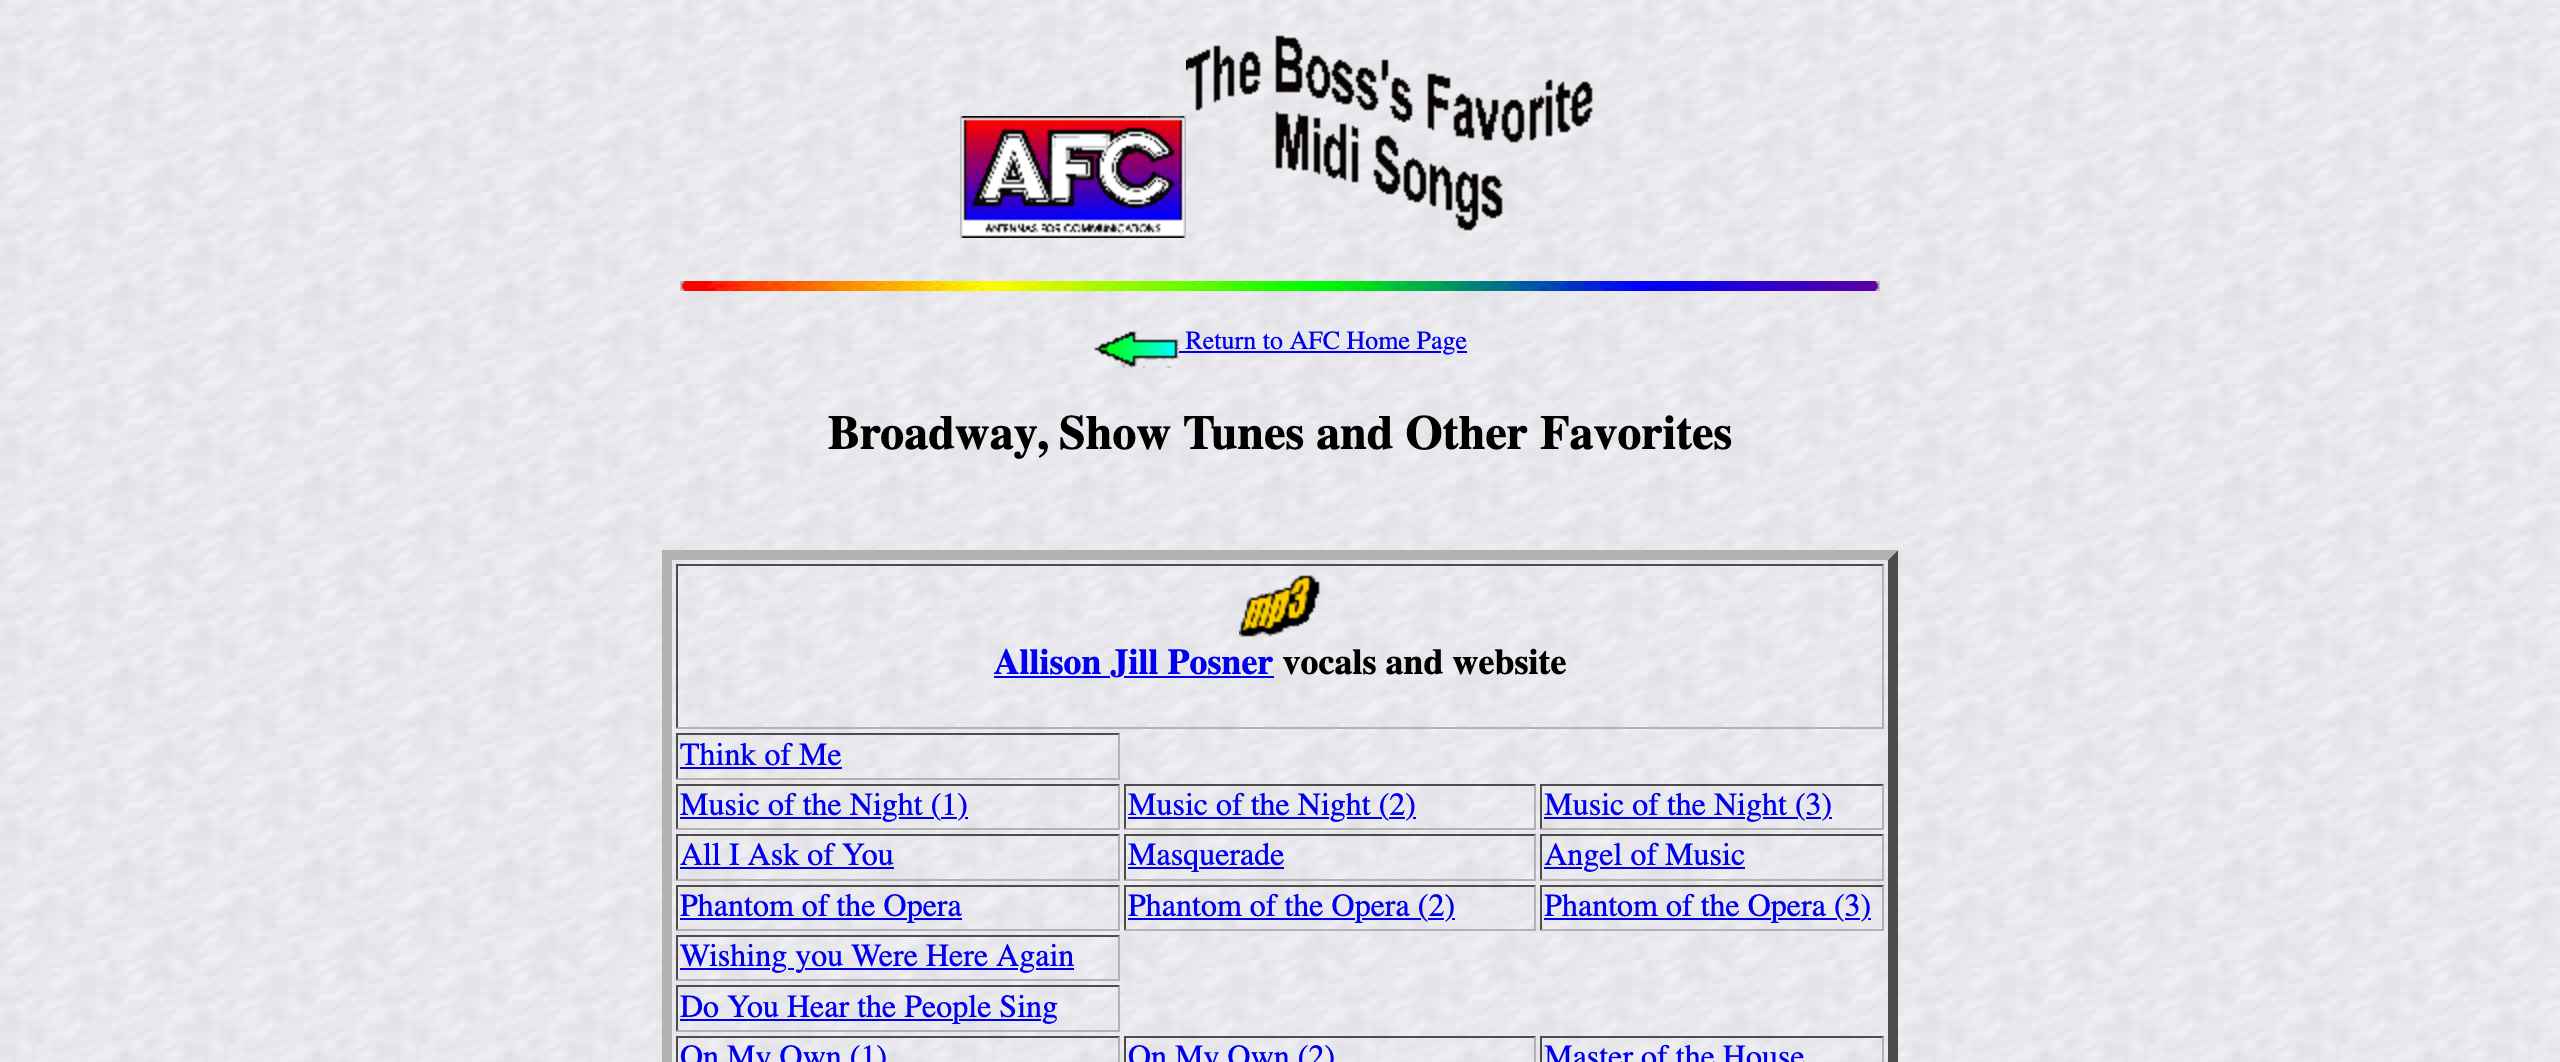 The Boss's Favorite
Midi Songs
AFC
ANTENNAS FOR COMMUNICATIONS
Return to AFC Home Page
Broadway, Show Tunes and Other Favorites
mp3
Allison Jill Posner vocals and website
Think of Me
Music of the Night (1) Music of the Night (2) Music of the Night (3)
All I Ask of You Masquerade Angel of Music
Phantom of the Opera Phantom of the Opera (2) Phantom of the Opera (3)
Wishing you Were Here Again
Do You Hear the People Sing
On My Own (1) On My Own (2) Master of the House